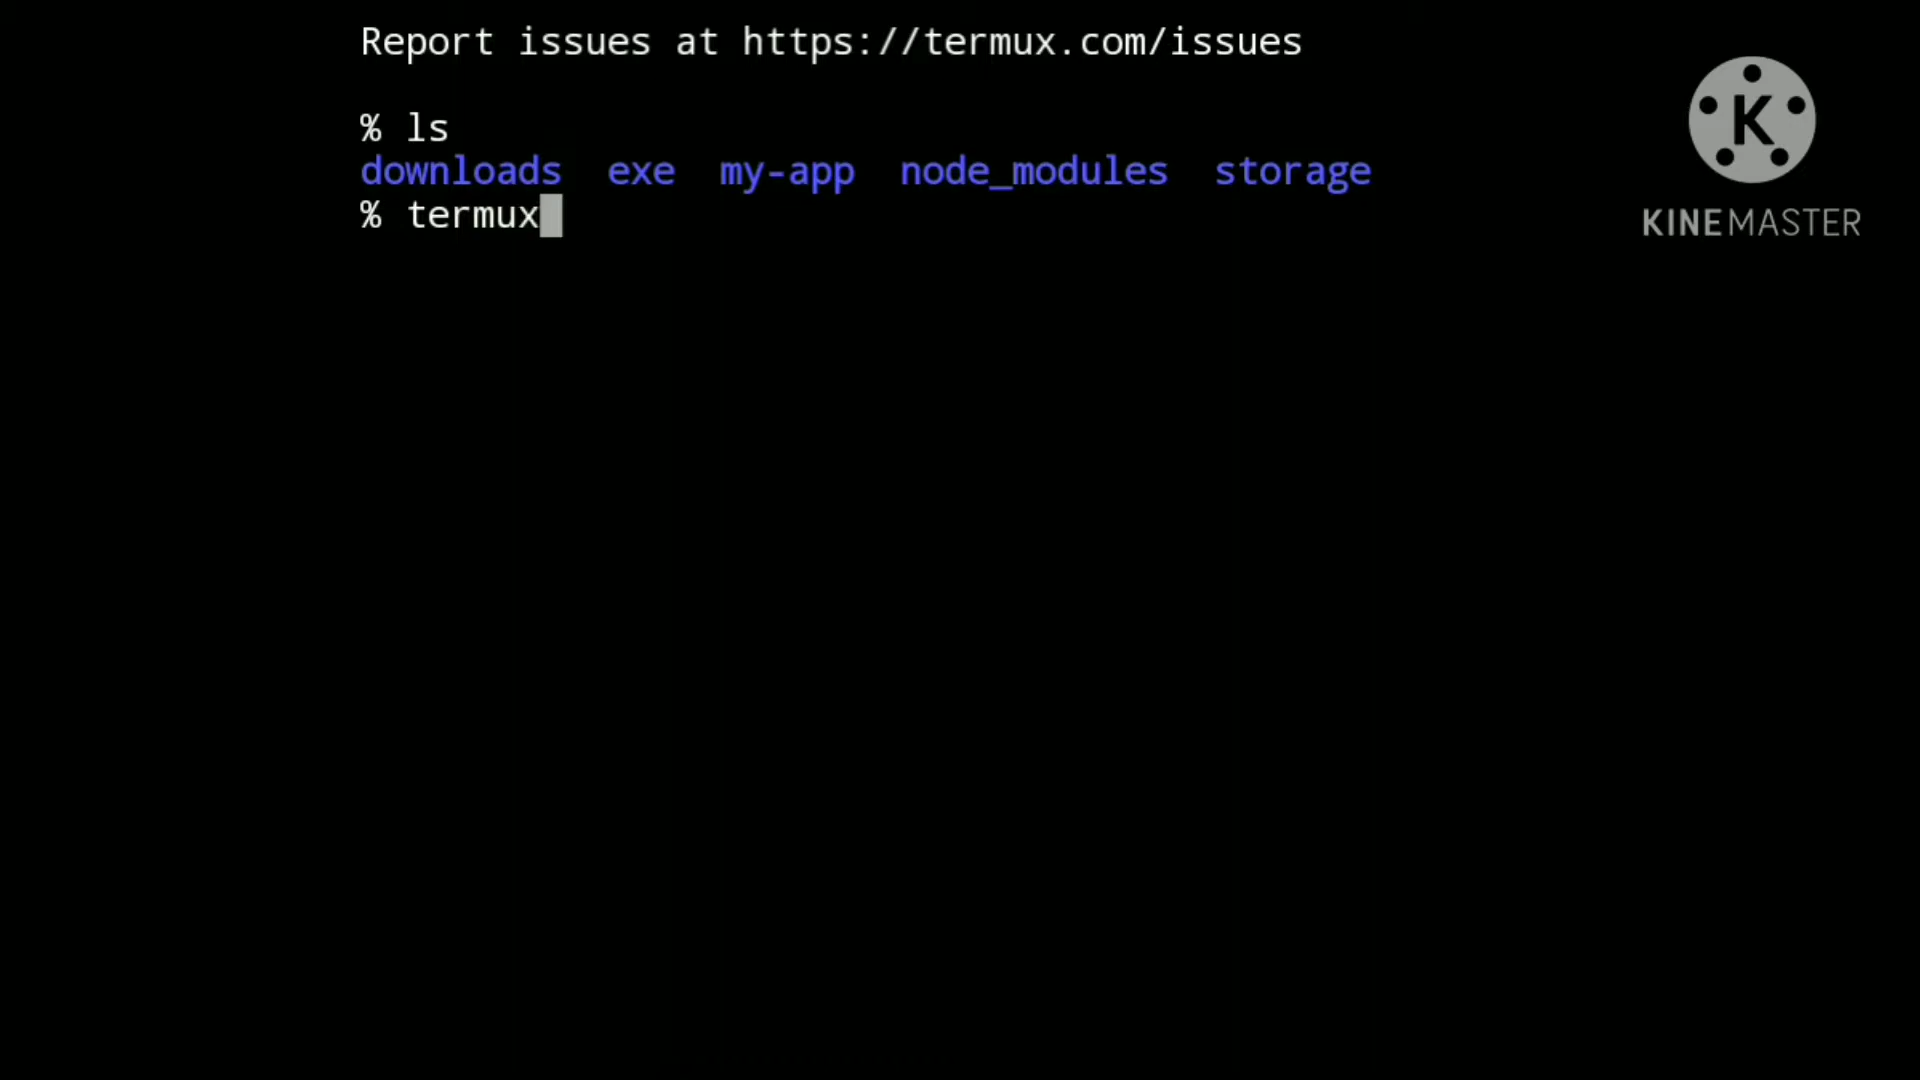 Report issues at https://termux.com/issues
% ls
downloads exe my-app node_modules storage
% termux
K
KINEMASTER